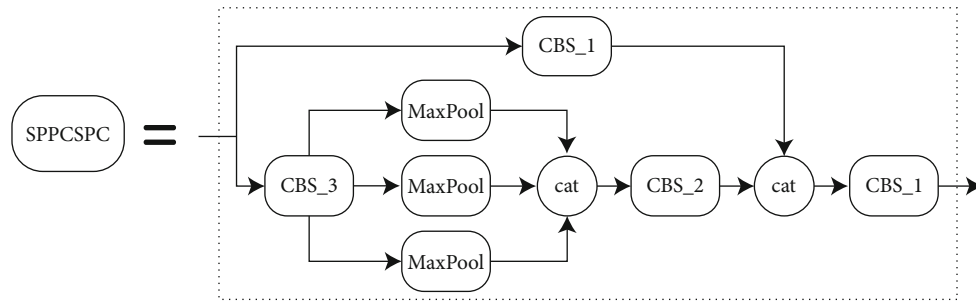 CBS_1
MaxPool
SPPCSPC
=
CBS_3
MaxPool
cat
CBS_2
cat
CBS_1
MaxPool